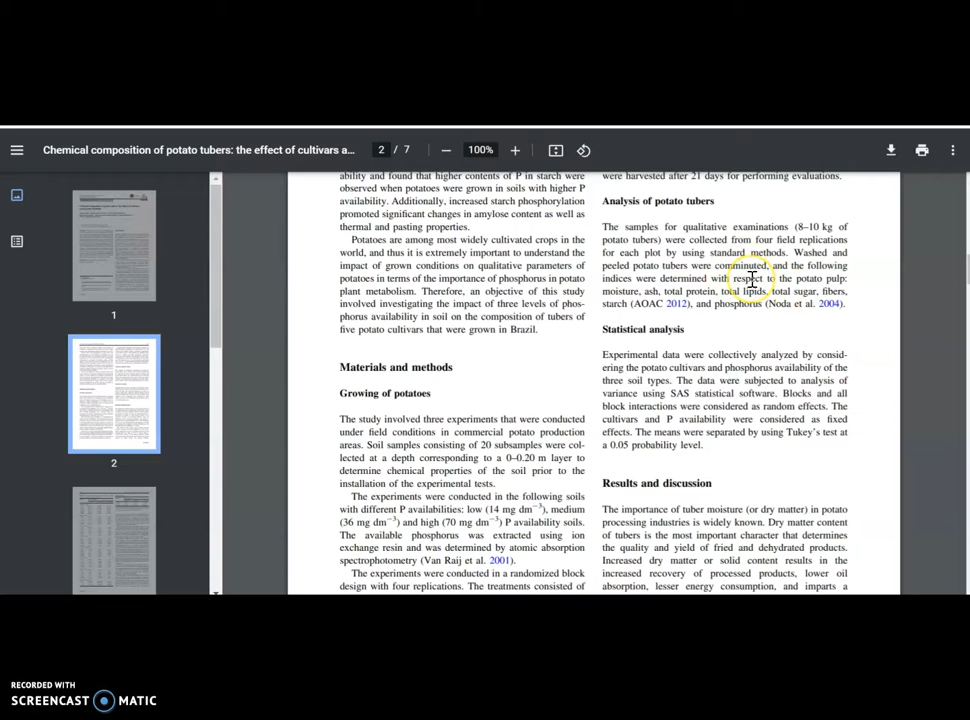 Chemical composition of potato tubers: the effect of cultivars a...
2 / 7
100%
1
2
ability and found that higher contents of P in starch were
observed when potatoes were grown in soils with higher P
availability. Additionally, increased starch phosphorylation
promoted significant changes in amylose content as well as
thermal and pasting properties.
Potatoes are among most widely cultivated crops in the
world, and thus it is extremely important to understand the
impact of grown conditions on qualitative parameters of
potatoes in terms of the importance of phosphorus in potato
plant metabolism. Therefore, an objective of this study
involved investigating the impact of three levels of phos-
phorus availability in soil on the composition of tubers of
five potato cultivars that were grown in Brazil.
Materials and methods
Growing of potatoes
The study involved three experiments that were conducted
under field conditions in commercial potato production
areas. Soil samples consisting of 20 subsamples were col-
lected at a depth corresponding to a 0–0.20 m layer to
determine chemical properties of the soil prior to the
installation of the experimental tests.
The experiments were conducted in the following soils
with different P availabilities: low (14 mg dm−3), medium
(36 mg dm−3) and high (70 mg dm−3) P availability soils.
The available phosphorus was extracted using ion
exchange resin and was determined by atomic absorption
spectrophotometry (Van Raij et al. 2001).
The experiments were conducted in a randomized block
design with four replications. The treatments consisted of
were harvested after 21 days for performing evaluations.
Analysis of potato tubers
The samples for qualitative examinations (8–10 kg of
potato tubers) were collected from four field replications
for each plot by using standard methods. Washed and
peeled potato tubers were comminuted, and the following
indices were determined with respect to the potato pulp:
moisture, ash, total protein, total lipids, total sugar, fibers,
starch (AOAC 2012), and phosphorus (Noda et al. 2004).
Statistical analysis
Experimental data were collectively analyzed by consid-
ering the potato cultivars and phosphorus availability of the
three soil types. The data were subjected to analysis of
variance using SAS statistical software. Blocks and all
block interactions were considered as random effects. The
cultivars and P availability were considered as fixed
effects. The means were separated by using Tukey's test at
a 0.05 probability level.
Results and discussion
The importance of tuber moisture (or dry matter) in potato
processing industries is widely known. Dry matter content
of tubers is the most important character that determines
the quality and yield of fried and dehydrated products.
Increased dry matter or solid content results in the
increased recovery of processed products, lower oil
absorption, lesser energy consumption, and imparts a
RECORDED WITH
SCREENCAST MATIC